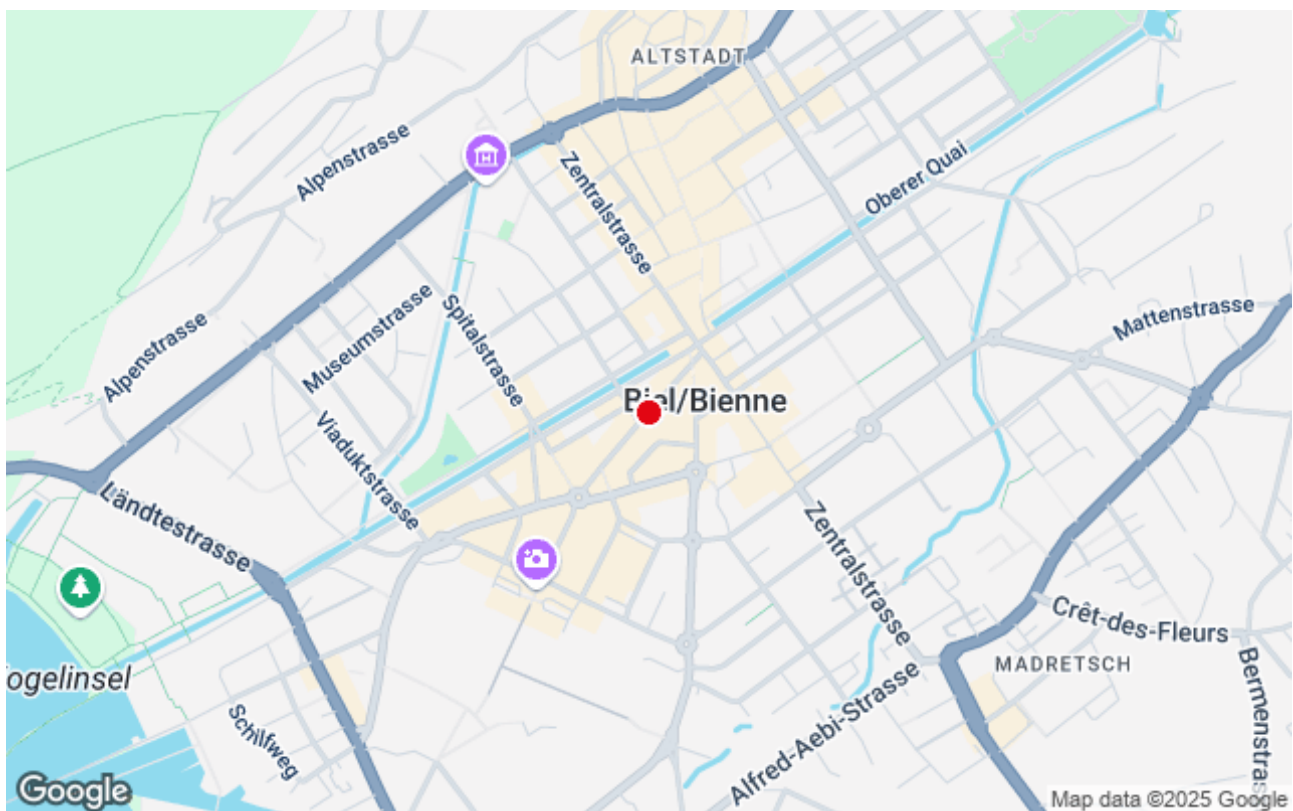 ALTSTADT
Alpenstrasse
Zentralstrasse
Oberer Quai
Museumstrasse
Spitalstrasse
Mattenstrasse
Alpenstrasse
Viaduktstrasse
Biel/Bienne
Ländtestrasse
Zentralstrasse
Crêt-des-Fleurs
ogelinsel
MADRETSCH
Bermenstras
Schilfweg
Alfred-Aebi-Strasse
Google
Map data ©2025 Google